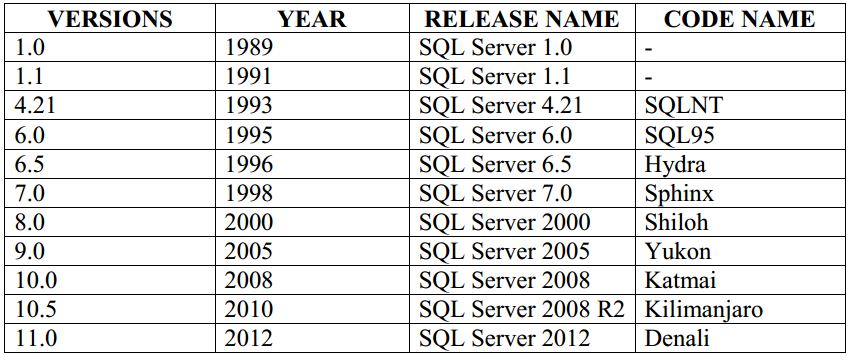 VERSIONS YEAR RELEASE NAME CODE NAME
1.0 1989 SQL Server 1.0 -
1.1 1991 SQL Server 1.1 -
4.21 1993 SQL Server 4.21 SQLNT
6.0 1995 SQL Server 6.0 SQL95
6.5 1996 SQL Server 6.5 Hydra
7.0 1998 SQL Server 7.0 Sphinx
8.0 2000 SQL Server 2000 Shiloh
9.0 2005 SQL Server 2005 Yukon
10.0 2008 SQL Server 2008 Katmai
10.5 2010 SQL Server 2008 R2 Kilimanjaro
11.0 2012 SQL Server 2012 Denali